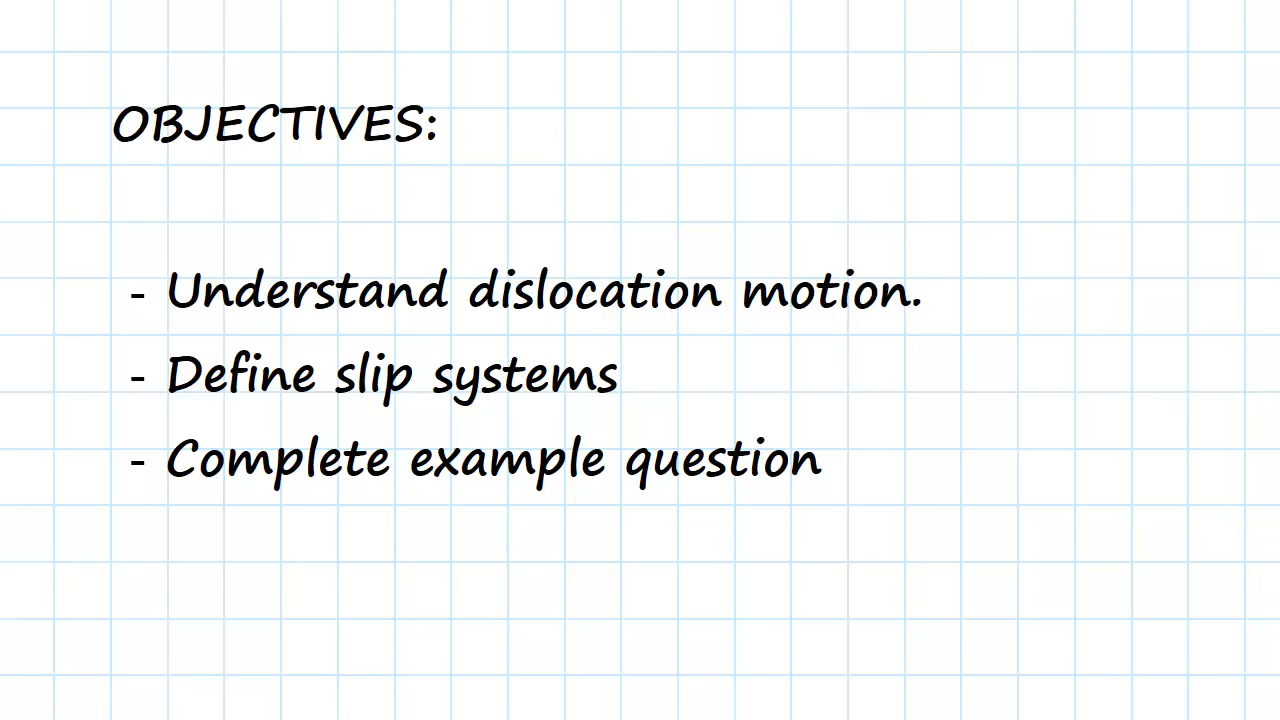 OBJECTIVES:
- Understand dislocation motion.
- Define slip systems
- Complete example question